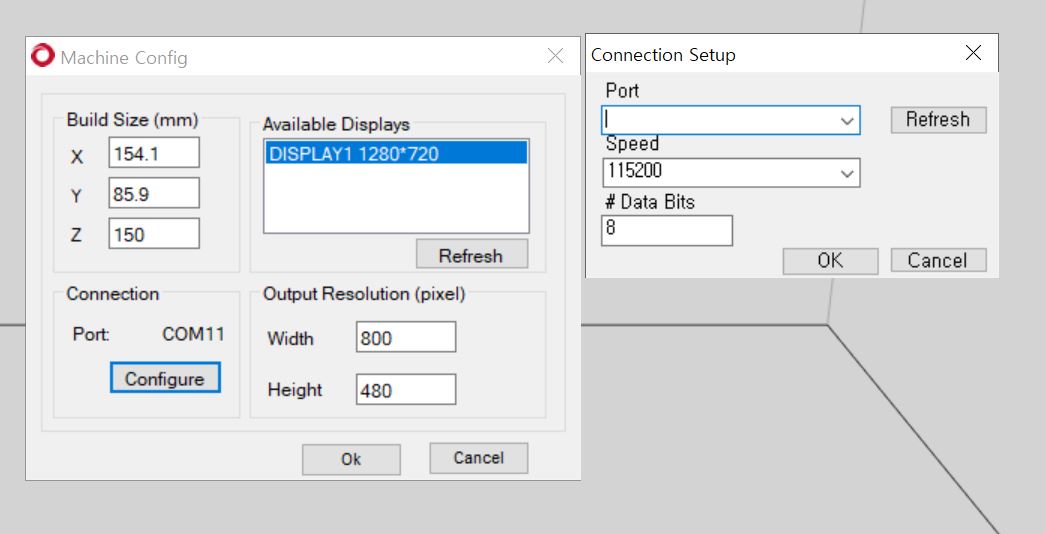 Machine Config
Build Size (mm)
X 154.1
Y 85.9
Z 150
Available Displays
DISPLAY1 1280*720
Refresh
Connection
Port: COM11
Configure
Output Resolution (pixel)
Width 800
Height 480
Ok Cancel
Connection Setup
Port
Refresh
Speed
115200
# Data Bits
8
OK Cancel